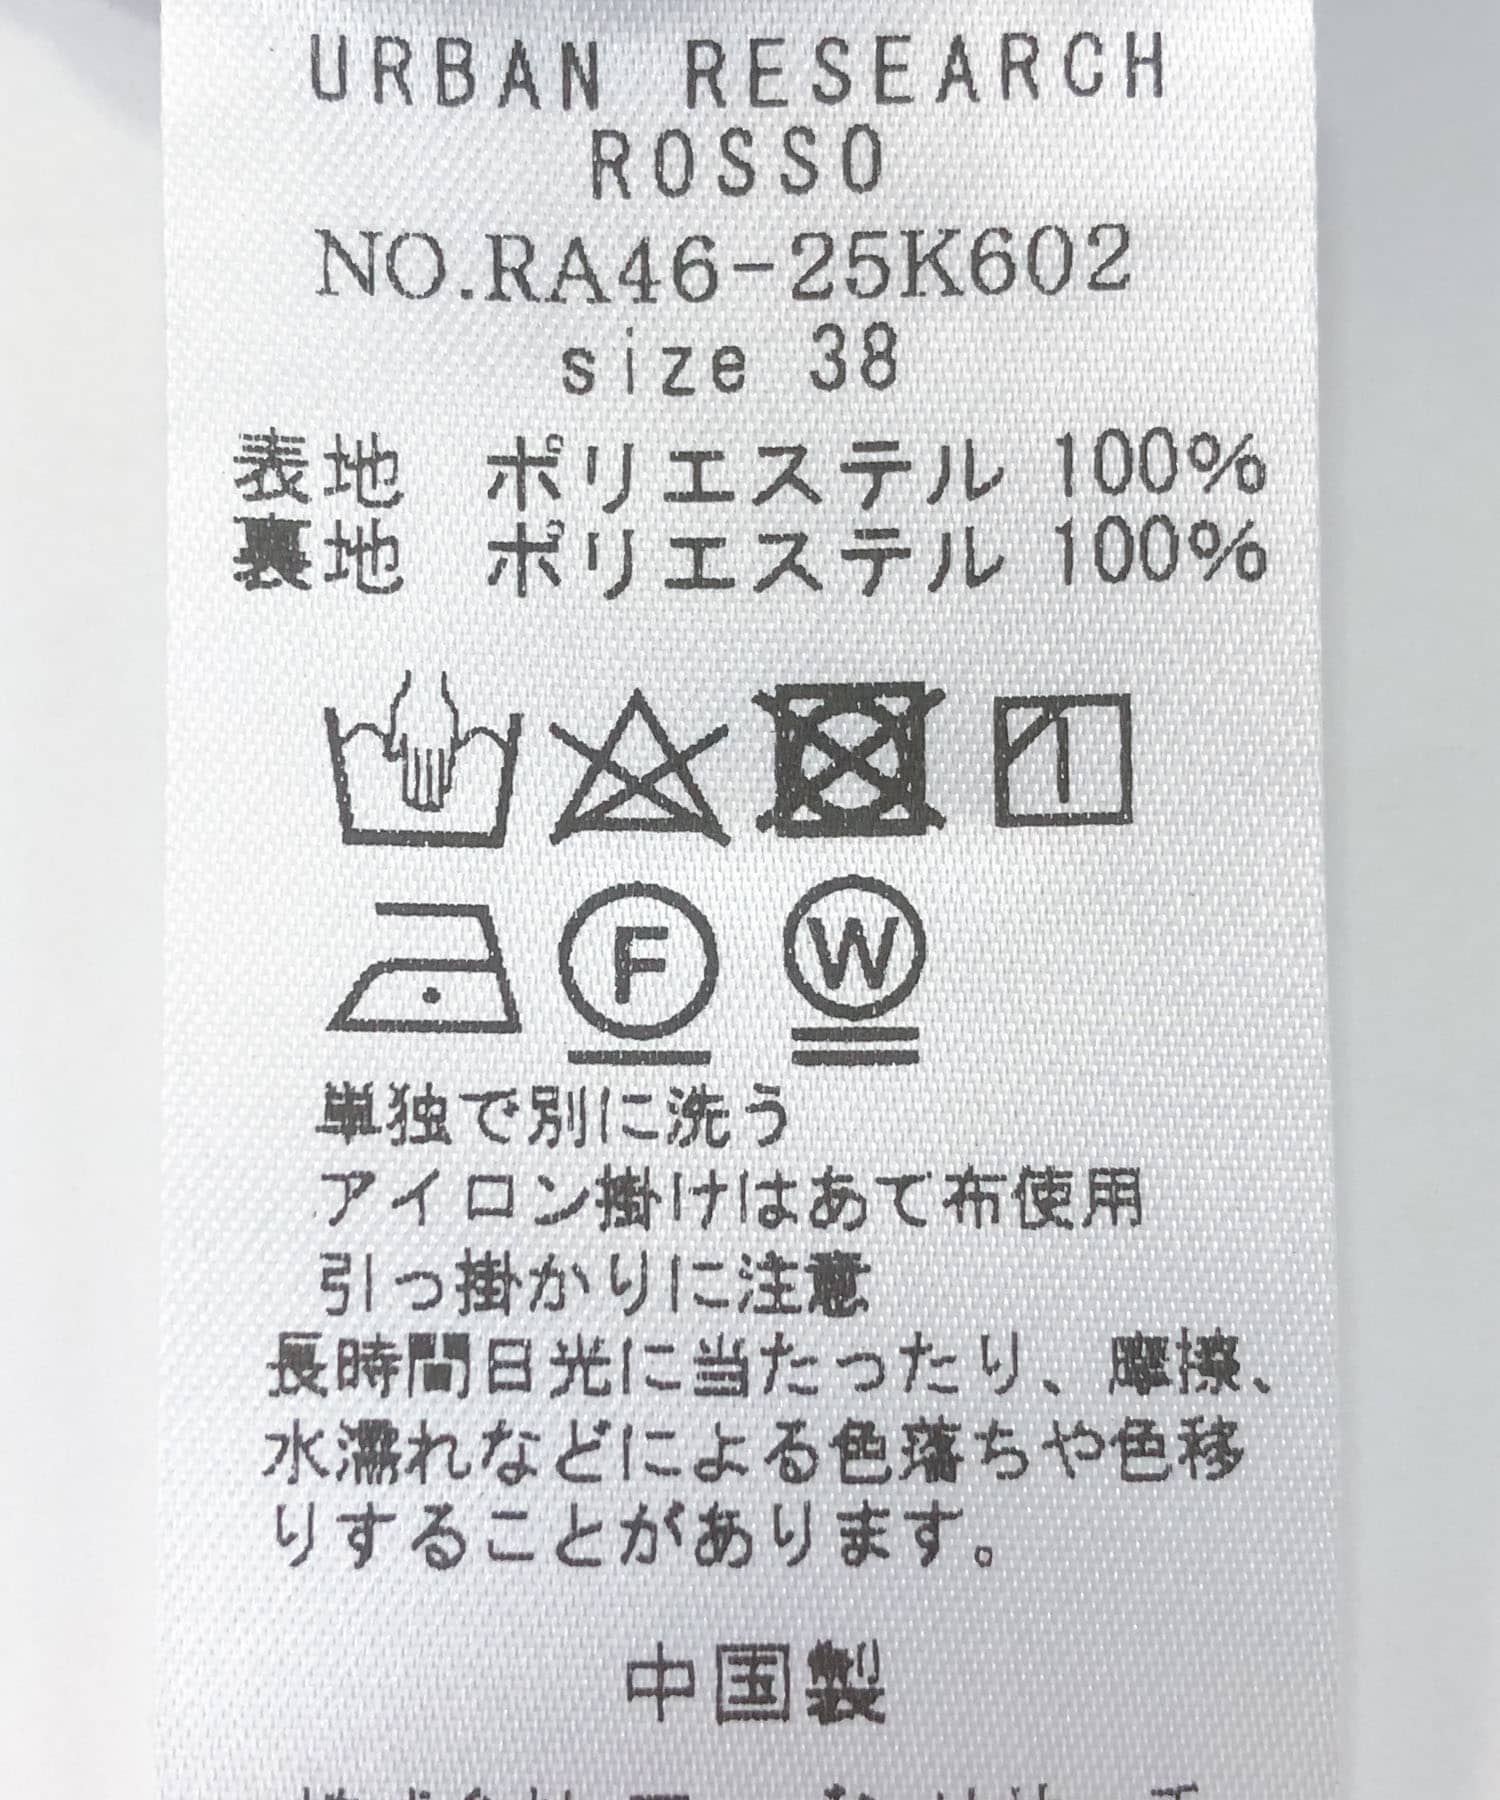 URBAN RESEARCH
ROSSO
NO.RA46-25K602
size 38
表地 ポリエステル 100%
裏地 ポリエステル 100%
F W
単独で別に洗う
アイロン掛けはあて布使用
引っ掛かりに注意
長時間日光に当たったり、摩擦、
水濡れなどによる色落ちや色移
りすることがあります。
中国製